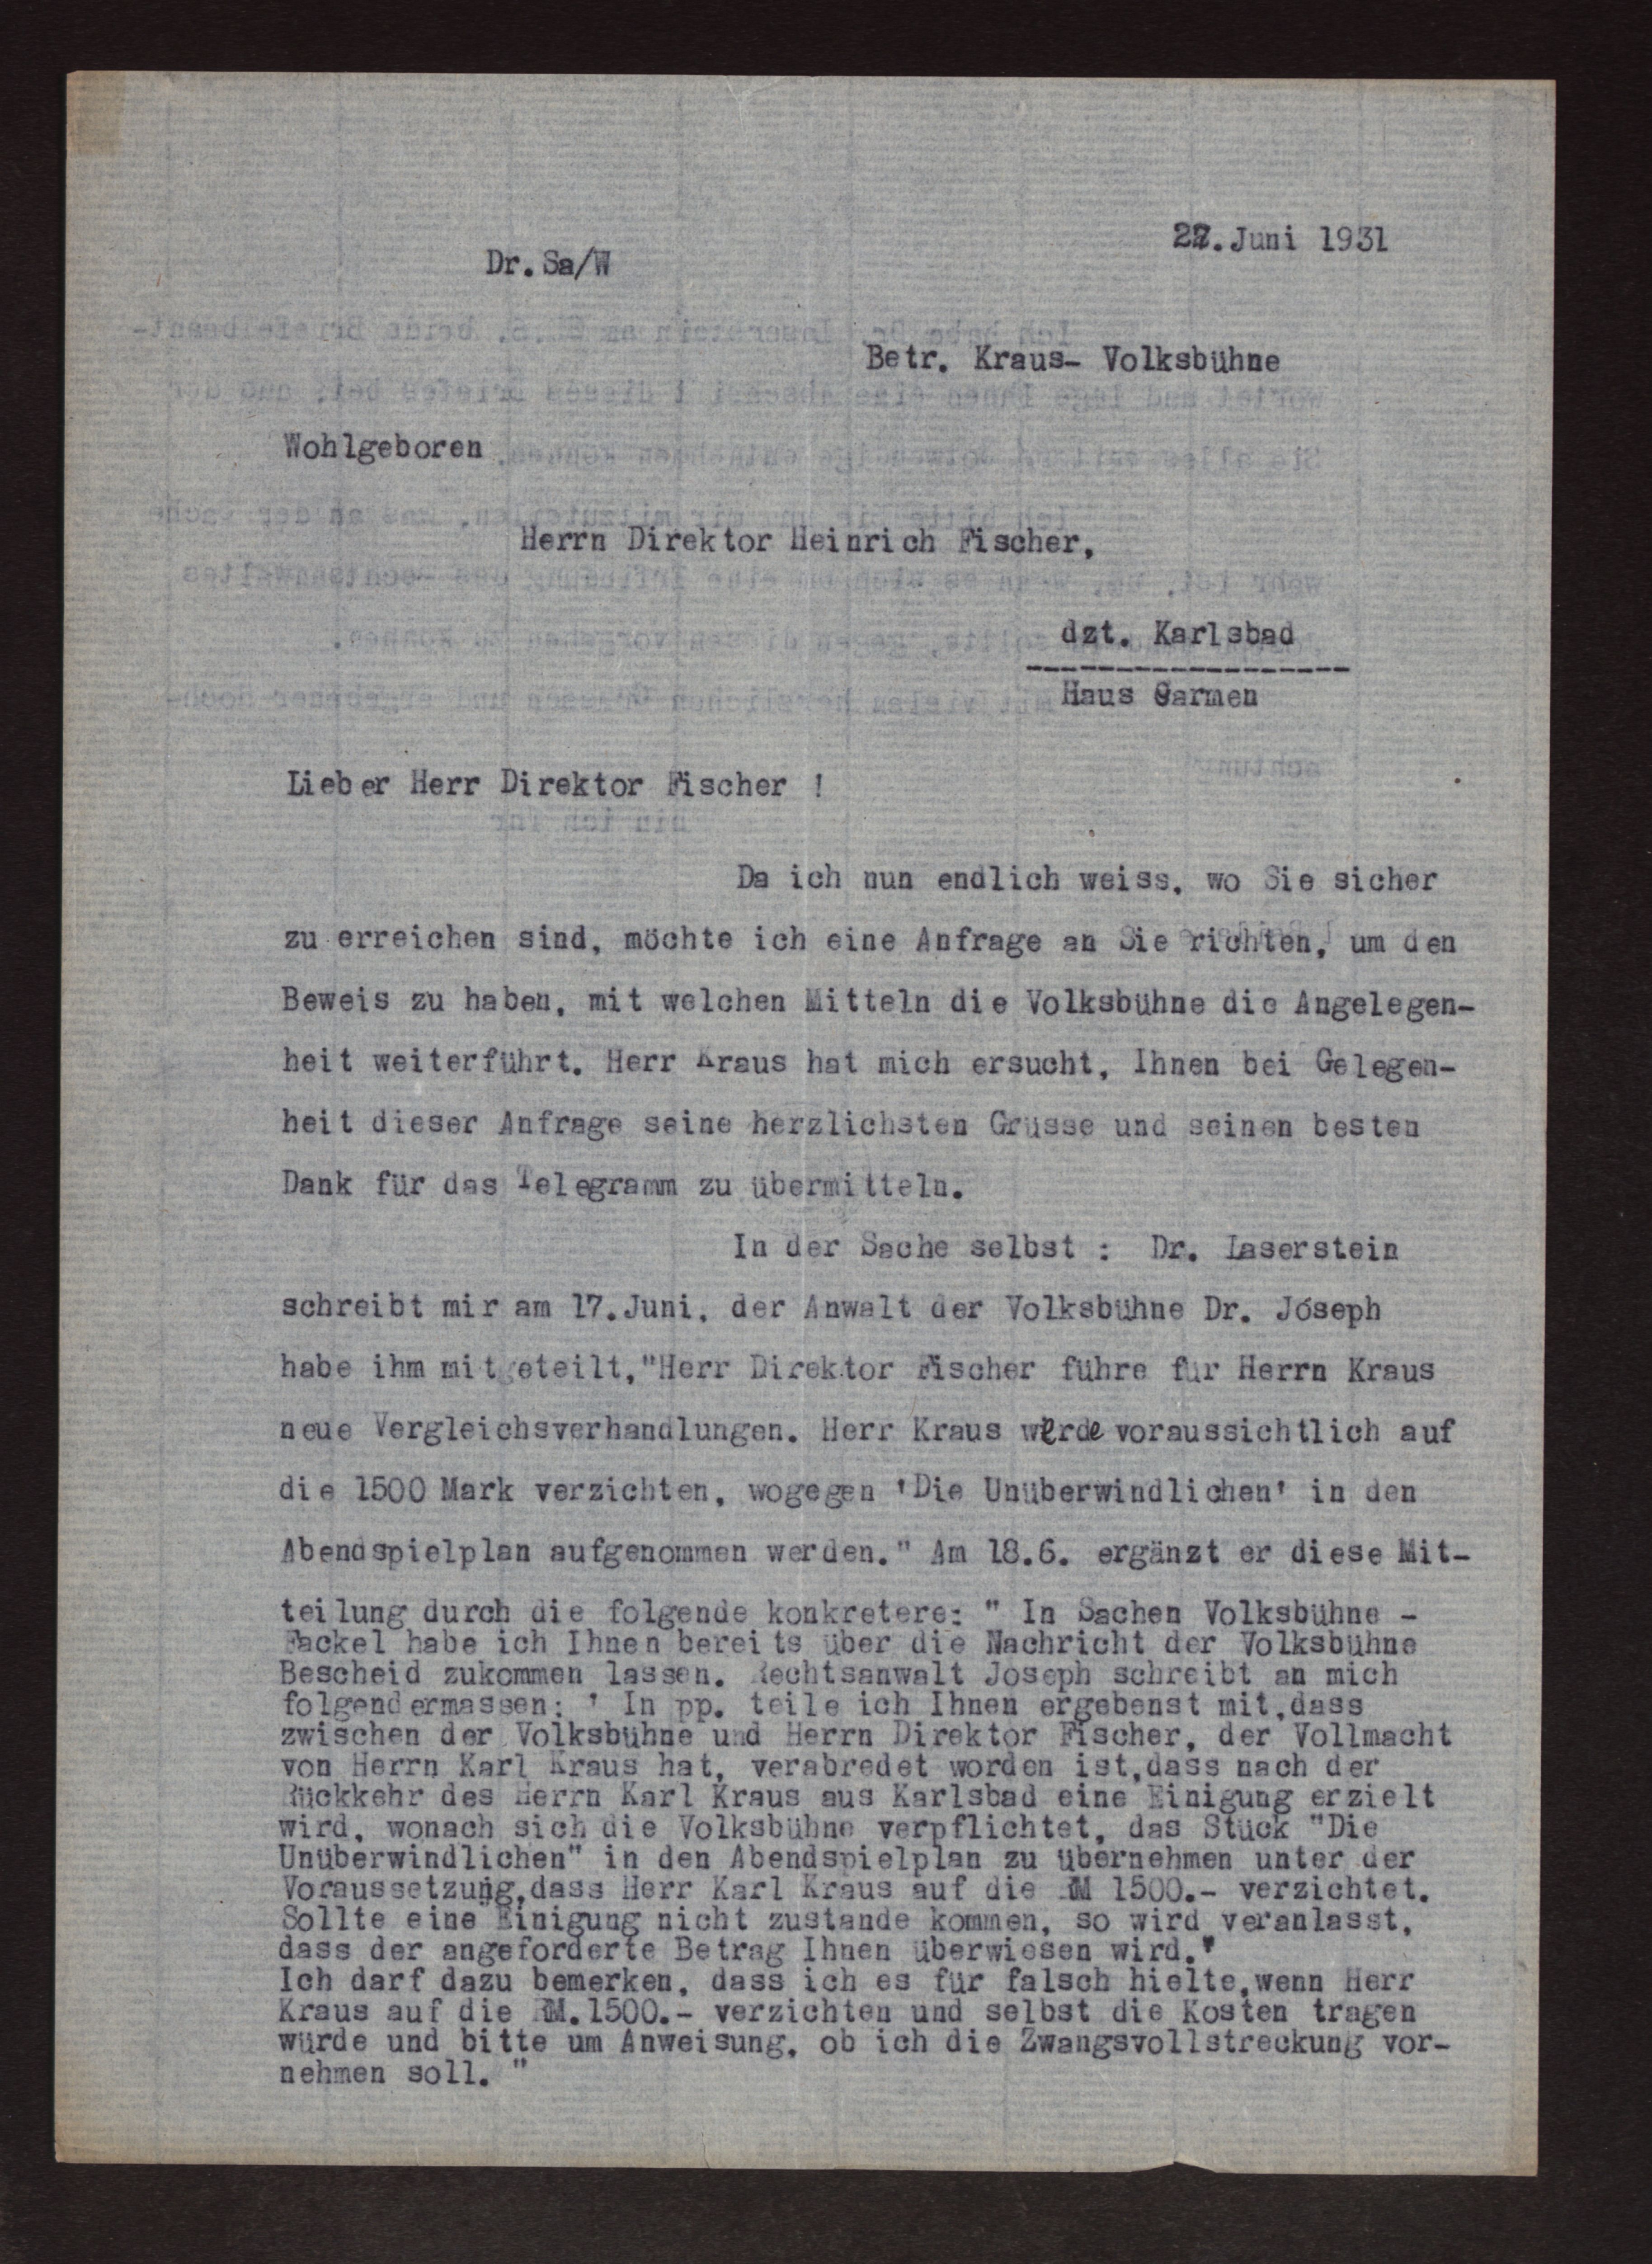 22. Juni 1931
Dr. Sa/W
Betr. Kraus- Volksbühne
Wohlgeboren
Herrn Direktor Heinrich Fischer,
dzt. Karlsbad
------------------
Haus Carmen
Lieber Herr Direktor Fischer !
Da ich nun endlich weiss, wo Sie sicher
zu erreichen sind, möchte ich eine Anfrage an Sie richten, um den
Beweis zu haben, mit welchen Mitteln die Volksbühne die Angelegen-
heit weiterführt. Herr Kraus hat mich ersucht, Ihnen bei Gelegen-
heit dieser Anfrage seine herzlichsten Grüsse und seinen besten
Dank für das Telegramm zu übermitteln.
In der Sache selbst : Dr. Laserstein
schreibt mir am 17.Juni, der Anwalt der Volksbühne Dr. Joseph
habe ihm mitgeteilt,"Herr Direktor Fischer führe für Herrn Kraus
neue Vergleichsverhandlungen. Herr Kraus werde voraussichtlich auf
die 1500 Mark verzichten, wogegen 'Die Unüberwindlichen' in den
Abendspielplan aufgenommen werden." Am 18.6. ergänzt er diese Mit-
teilung durch die folgende konkretere: " In Sachen Volksbühne -
Fackel habe ich Ihnen bereits über die Nachricht der Volksbühne
Bescheid zukommen lassen. Rechtsanwalt Joseph schreibt an mich
folgendermassen: ' In pp. teile ich Ihnen ergebenst mit,dass
zwischen der Volksbühne und Herrn Direktor Fischer, der Vollmacht
von Herrn Karl Kraus hat, verabredet worden ist,dass nach der
Rückkehr des Herrn Karl Kraus aus Karlsbad eine Einigung erzielt
wird, wonach sich die Volksbühne verpflichtet, das Stück "Die
Unüberwindlichen" in den Abendspielplan zu übernehmen unter der
Voraussetzung,dass Herr Karl Kraus auf die RM 1500.- verzichtet.
Sollte eine Einigung nicht zustande kommen, so wird veranlasst,
dass der angeforderte Betrag Ihnen überwiesen wird.'
Ich darf dazu bemerken, dass ich es für falsch hielte,wenn Herr
Kraus auf die RM.1500.- verzichten und selbst die Kosten tragen
würde und bitte um Anweisung, ob ich die Zwangsvollstreckung vor-
nehmen soll. "